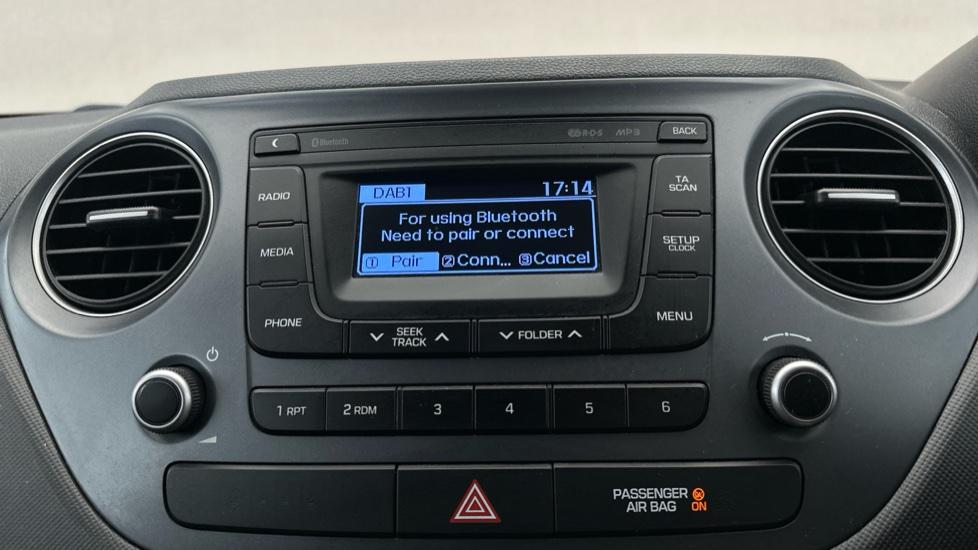 Bluetooth
R·D·S MP3
BACK
RADIO
MEDIA
PHONE
DAB1 17:14
For using Bluetooth
Need to pair or connect
1 Pair 2 Conn... 3 Cancel
TA
SCAN
SETUP
CLOCK
MENU
SEEK
TRACK
FOLDER
1 RPT 2 RDM 3 4 5 6
PASSENGER
AIR BAG ON